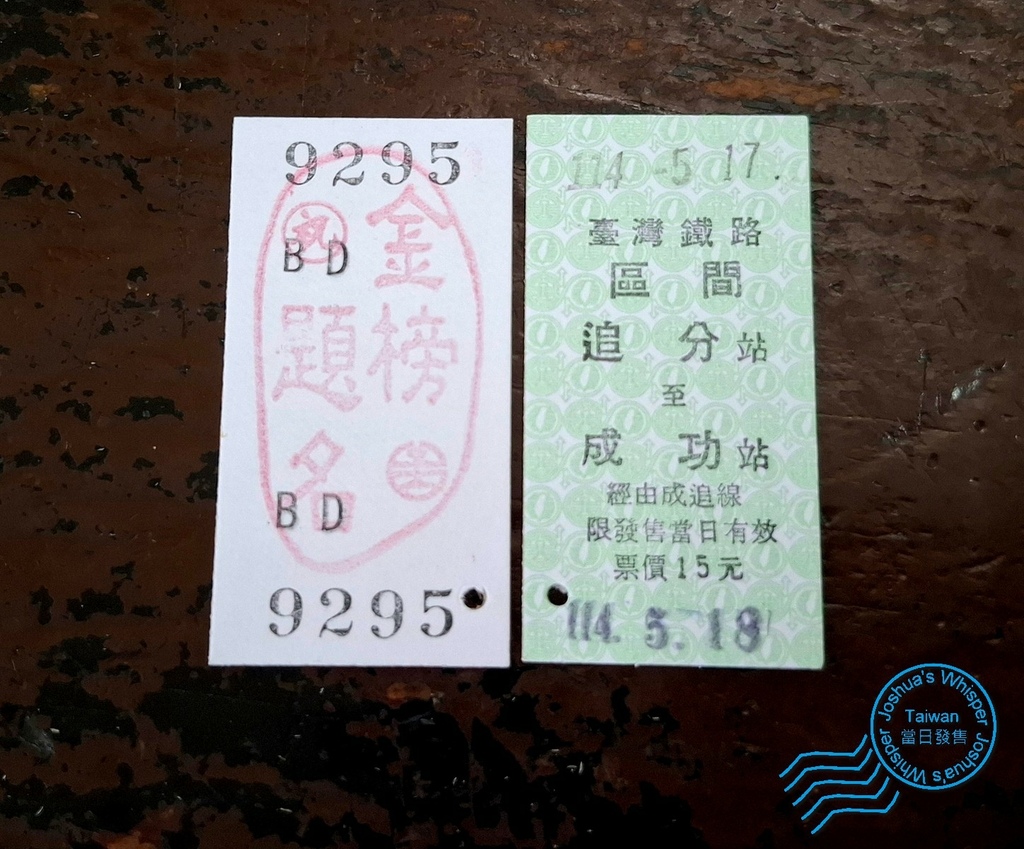 9295
金榜
題名
BD
BD
9295
114 -5 17.
臺灣鐵路
區間
追分站
至
成功站
經由成追線
限發售當日有效
票價15元
114. 5. 18
Joshua's Whisper Joshua's Whisper
Taiwan
當日發售